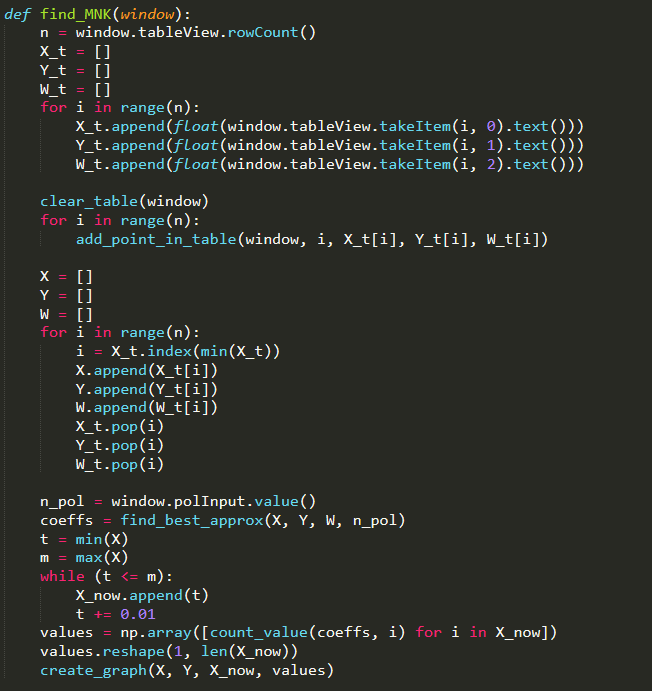 def find_MNK(window):
    n = window.tableView.rowCount()
    X_t = []
    Y_t = []
    W_t = []
    for i in range(n):
        X_t.append(float(window.tableView.takeItem(i, 0).text()))
        Y_t.append(float(window.tableView.takeItem(i, 1).text()))
        W_t.append(float(window.tableView.takeItem(i, 2).text()))

    clear_table(window)
    for i in range(n):
        add_point_in_table(window, i, X_t[i], Y_t[i], W_t[i])

    X = []
    Y = []
    W = []
    for i in range(n):
        i = X_t.index(min(X_t))
        X.append(X_t[i])
        Y.append(Y_t[i])
        W.append(W_t[i])
        X_t.pop(i)
        Y_t.pop(i)
        W_t.pop(i)

    n_pol = window.polInput.value()
    coeffs = find_best_approx(X, Y, W, n_pol)
    t = min(X)
    m = max(X)
    while (t <= m):
        X_now.append(t)
        t += 0.01
    values = np.array([count_value(coeffs, i) for i in X_now])
    values.reshape(1, len(X_now))
    create_graph(X, Y, X_now, values)